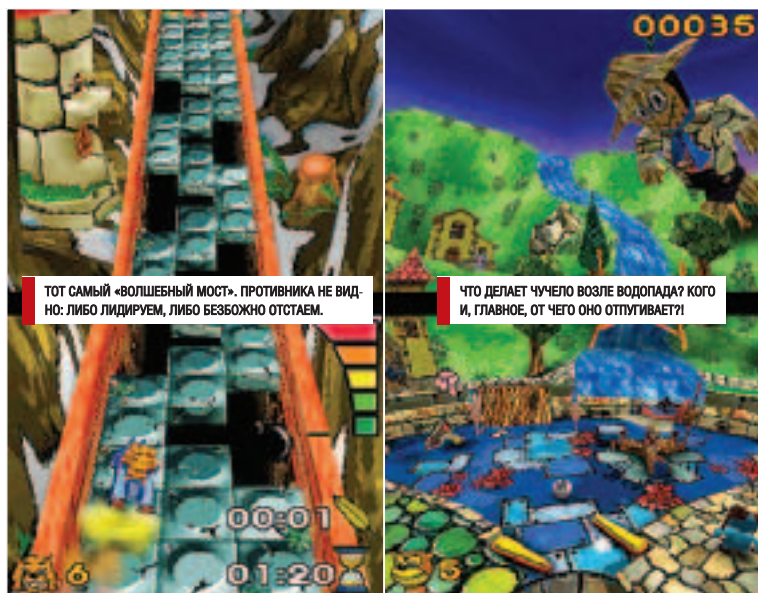 00035
ТОТ САМЫЙ «ВОЛШЕБНЫЙ МОСТ». ПРОТИВНИКА НЕ ВИД-
НО: ЛИБО ЛИДИРУЕМ, ЛИБО БЕЗБОЖНО ОТСТАЕМ.
ЧТО ДЕЛАЕТ ЧУЧЕЛО ВОЗЛЕ ВОДОПАДА? КОГО
И, ГЛАВНОЕ, ОТ ЧЕГО ОНО ОТПУГИВАЕТ?!
00:01
6
01:20
5